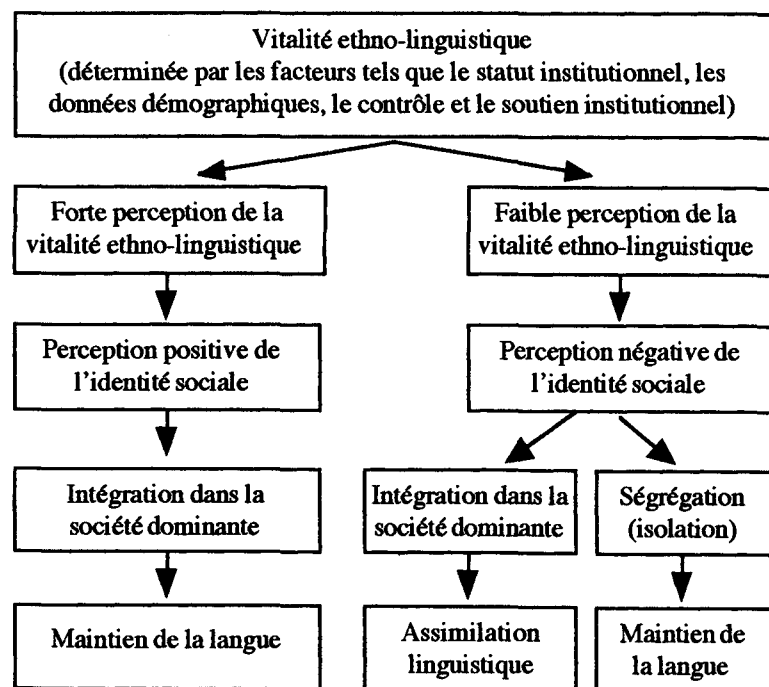 Vitalité ethno-linguistique
(déterminée par les facteurs tels que le statut institutionnel, les
données démographiques, le contrôle et le soutien institutionnel)
Forte perception de la
vitalité ethno-linguistique
Faible perception de la
vitalité ethno-linguistique
Perception positive de
l'identité sociale
Perception négative de
l'identité sociale
Intégration dans la
société dominante
Intégration dans la
société dominante
Ségrégation
(isolation)
Maintien de la langue
Assimilation
linguistique
Maintien de
la langue